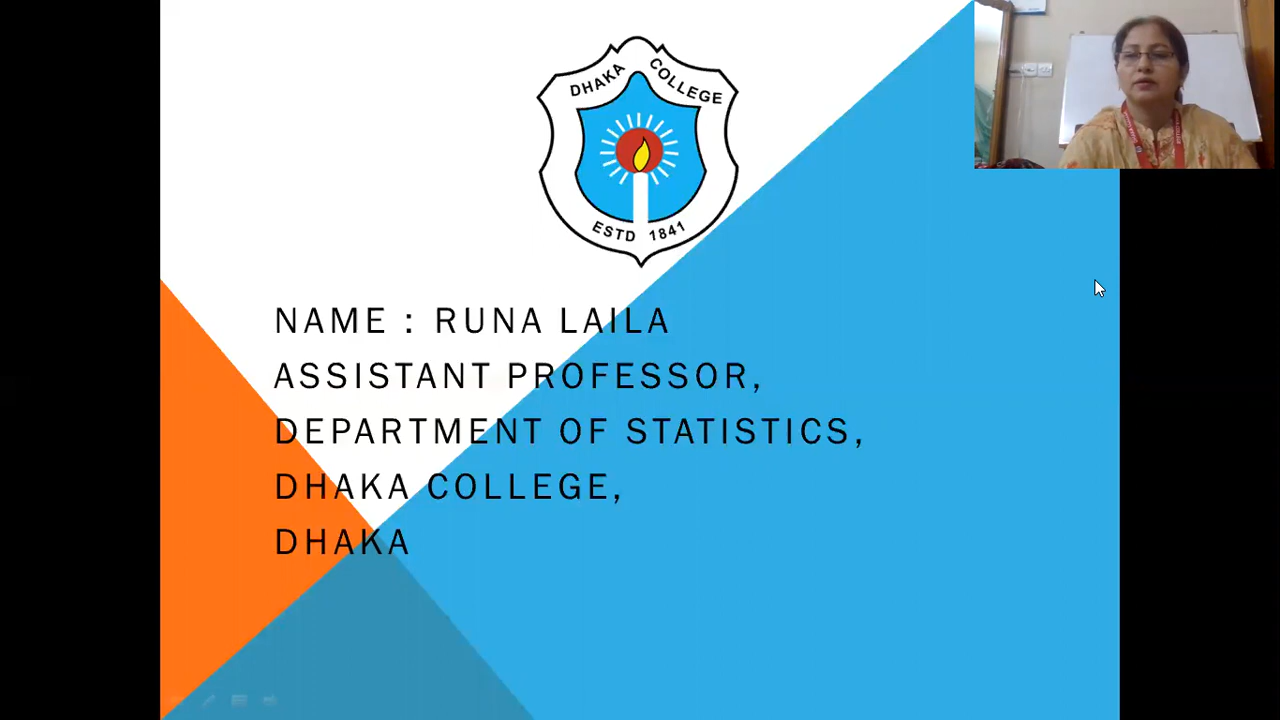 DHAKA COLLEGE
ESTD 1841
NAME : RUNA LAILA
ASSISTANT PROFESSOR,
DEPARTMENT OF STATISTICS,
DHAKA COLLEGE,
DHAKA